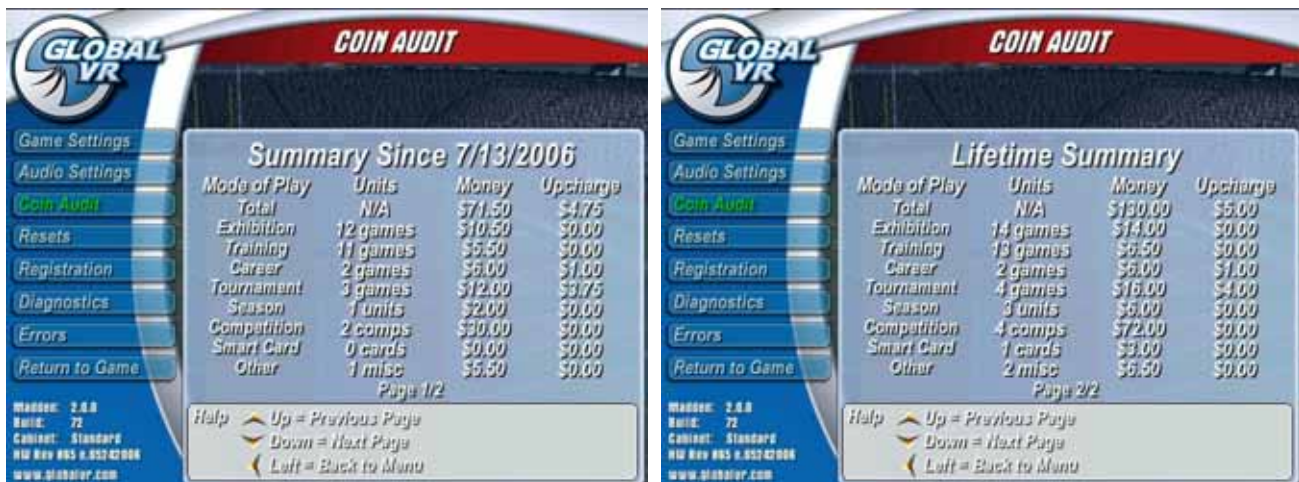 GLOBAL VR
COIN AUDIT
Game Settings
Audio Settings
Coin Audit
Resets
Registration
Diagnostics
Errors
Return to Game
Summary Since 7/13/2006
Mode of Play Units Money Upcharge
Total N/A $71.50 $4.75
Exhibition 12 games $10.50 $0.00
Training 11 games $5.50 $0.00
Career 2 games $6.00 $1.00
Tournament 3 games $12.00 $3.75
Season 1 units $2.00 $0.00
Competition 2 comps $30.00 $0.00
Smart Card 0 cards $0.00 $0.00
Other 1 misc $5.50 $0.00
Page 1/2
Help Up = Previous Page
Down = Next Page
Left = Back to Menu
Madden: 2.0.0
Build: 72
Cabinet: Standard
HW Rev N65 e.05242006
www.globalvr.com
GLOBAL VR
COIN AUDIT
Game Settings
Audio Settings
Coin Audit
Resets
Registration
Diagnostics
Errors
Return to Game
Lifetime Summary
Mode of Play Units Money Upcharge
Total N/A $130.00 $5.00
Exhibition 14 games $14.00 $0.00
Training 13 games $6.50 $0.00
Career 2 games $6.00 $1.00
Tournament 4 games $16.00 $4.00
Season 3 units $6.00 $0.00
Competition 4 comps $72.00 $0.00
Smart Card 1 cards $3.00 $0.00
Other 2 misc $6.50 $0.00
Page 2/2
Help Up = Previous Page
Down = Next Page
Left = Back to Menu
Madden: 2.0.0
Build: 72
Cabinet: Standard
HW Rev N65 e.05242006
www.globalvr.com